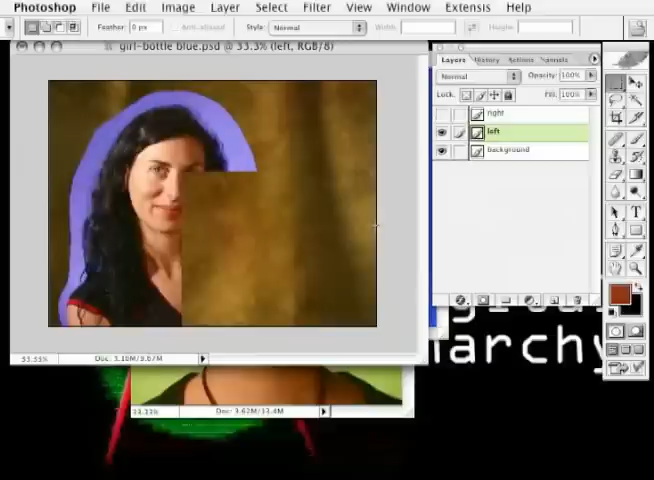 Photoshop File Edit Image Layer Select Filter View Window Extensis Help
Feather: 0 px Anti-aliased Style: Normal Width: Height:
girl-bottle blue.psd @ 33.3% (left, RGB/8)
Layers History Actions Channels
Normal Opacity: 100%
Lock: Fill: 100%
right
left
background
narchy
33.33% Doc: 3.10M/9.67M
33.33% Doc: 3.62M/13.4M